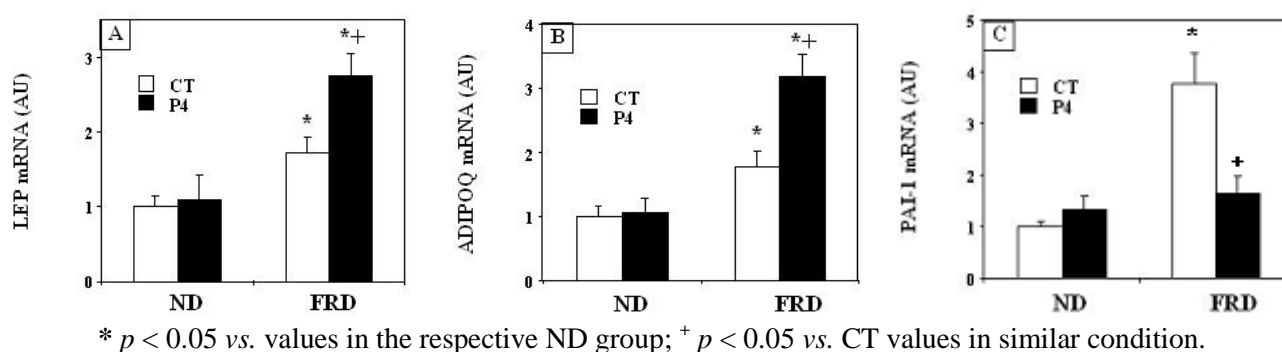 A
LEP mRNA (AU)
3
2
1
0
CT
P4
*
*+
ND
FRD
B
ADIPOQ mRNA (AU)
4
3
2
1
0
CT
P4
*
*+
ND
FRD
C
PAI-1 mRNA (AU)
5
4
3
2
1
0
CT
P4
*
+
ND
FRD
* p < 0.05 vs. values in the respective ND group; + p < 0.05 vs. CT values in similar condition.